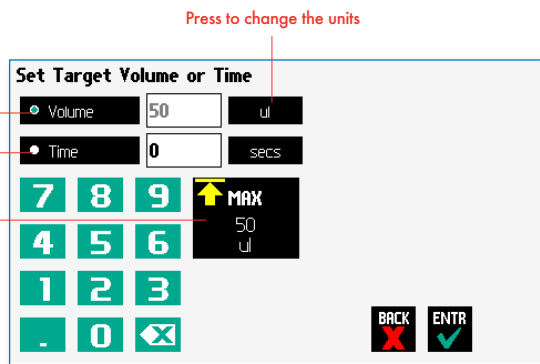 Press to change the units
Set Target Volume or Time
Volume 50 ul
Time 0 secs
7 8 9 MAX
50
4 5 6 ul
1 2 3
. 0
BACK ENTR